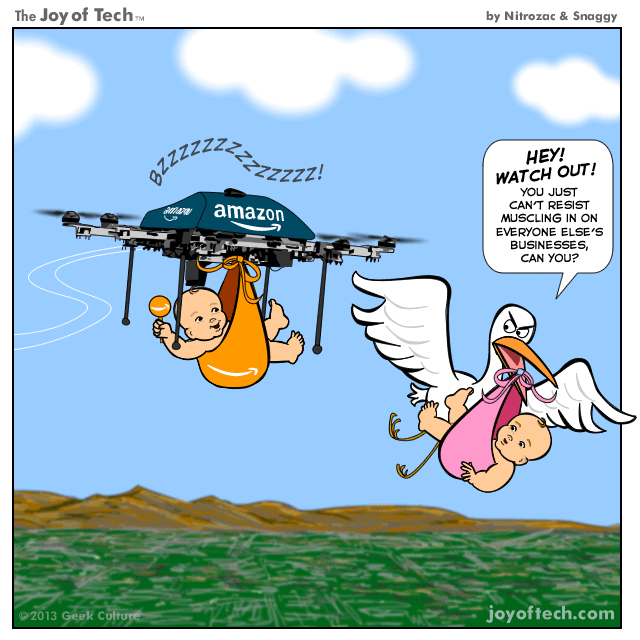 The Joy of Tech™
by Nitrozac & Snaggy
BZZZZZZZZZZZZZZ!
amazon
amazon
HEY!
WATCH OUT!
YOU JUST
CAN'T RESIST
MUSCLING IN ON
EVERYONE ELSE'S
BUSINESSES,
CAN YOU?
©2013 Geek Culture
joyoftech.com